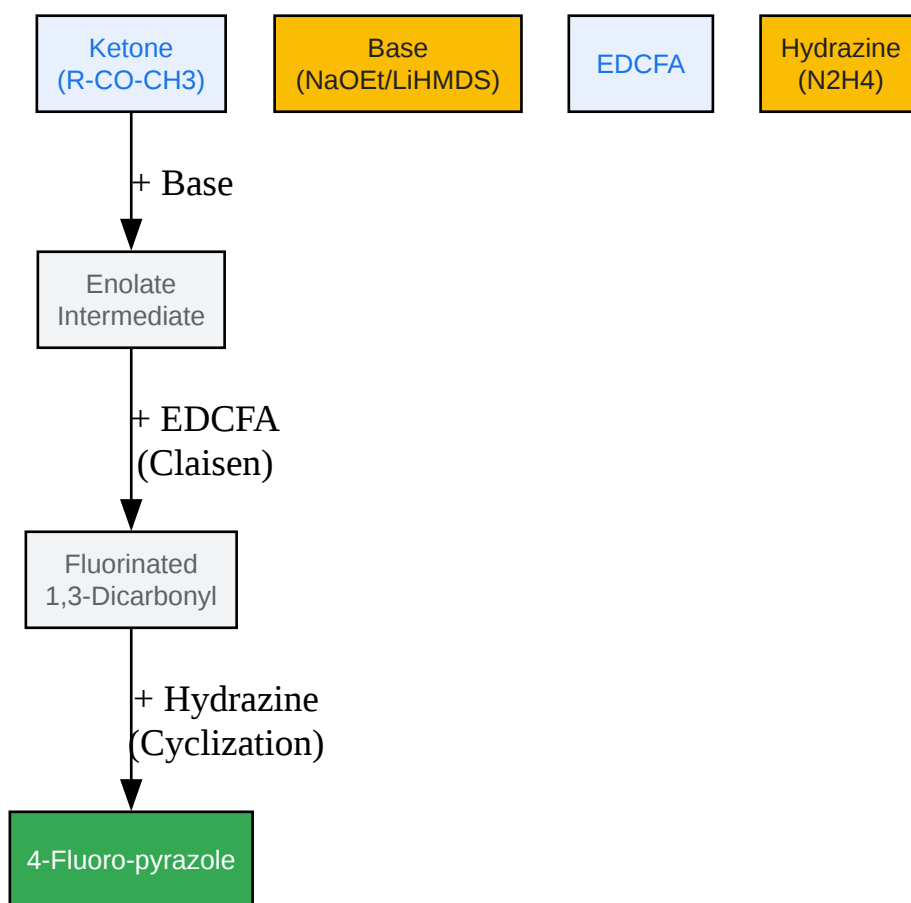 Ketone
(R-CO-CH3)
Base
(NaOEt/LiHMDS)
EDCFA
Hydrazine
(N2H4)
+ Base
Enolate
Intermediate
+ EDCFA
(Claisen)
Fluorinated
1,3-Dicarbonyl
+ Hydrazine
(Cyclization)
4-Fluoro-pyrazole